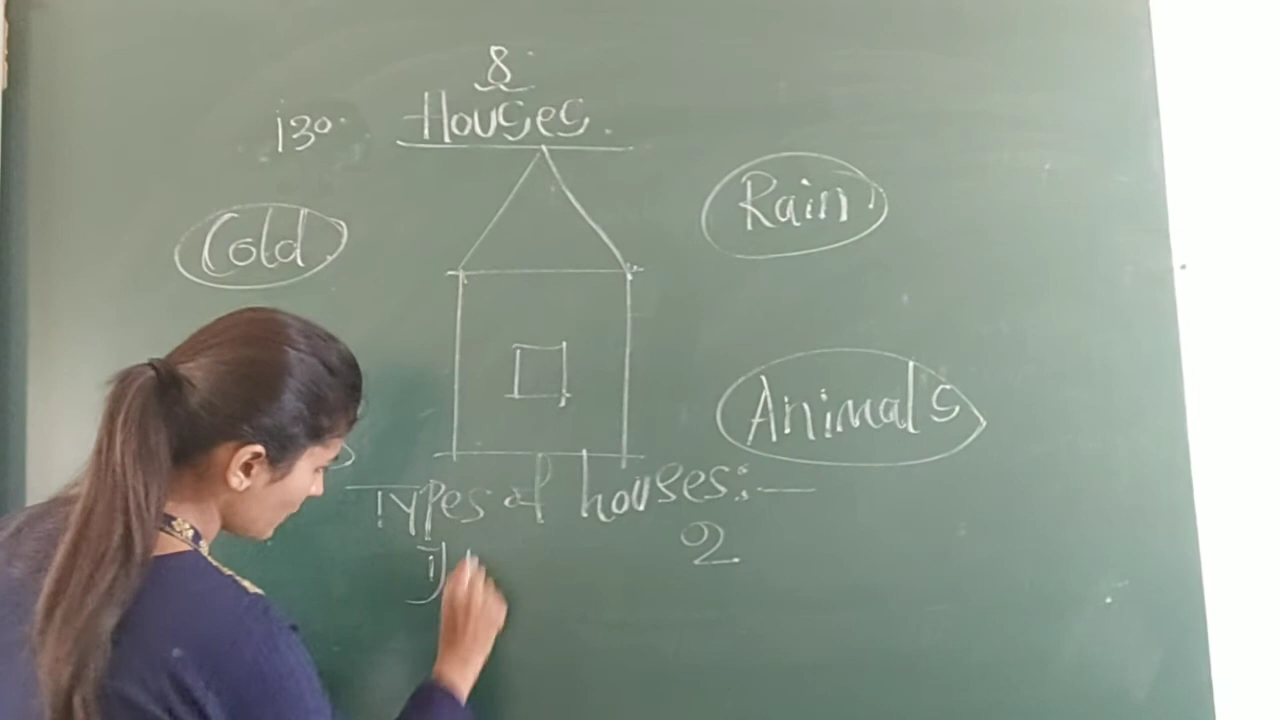 8
Houses.
130.
Rain
Cold
Animals
Types of houses:-
2
i)